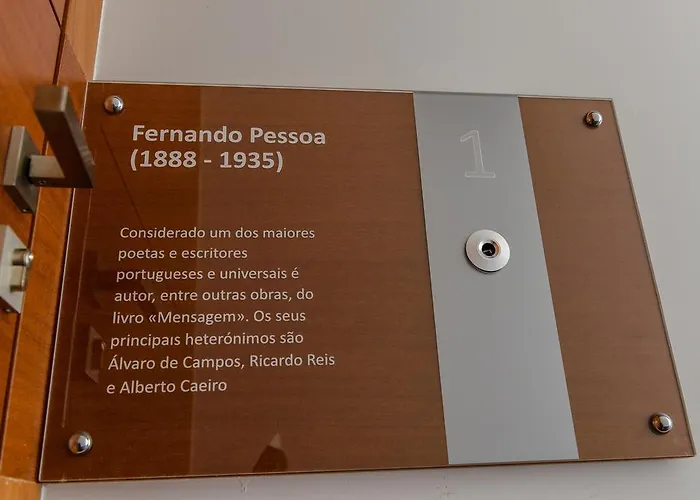 Fernando Pessoa
(1888 - 1935)
1
Considerado um dos maiores
poetas e escritores
portugueses e universais é
autor, entre outras obras, do
livro «Mensagem». Os seus
principais heterónimos são
Álvaro de Campos, Ricardo Reis
e Alberto Caeiro